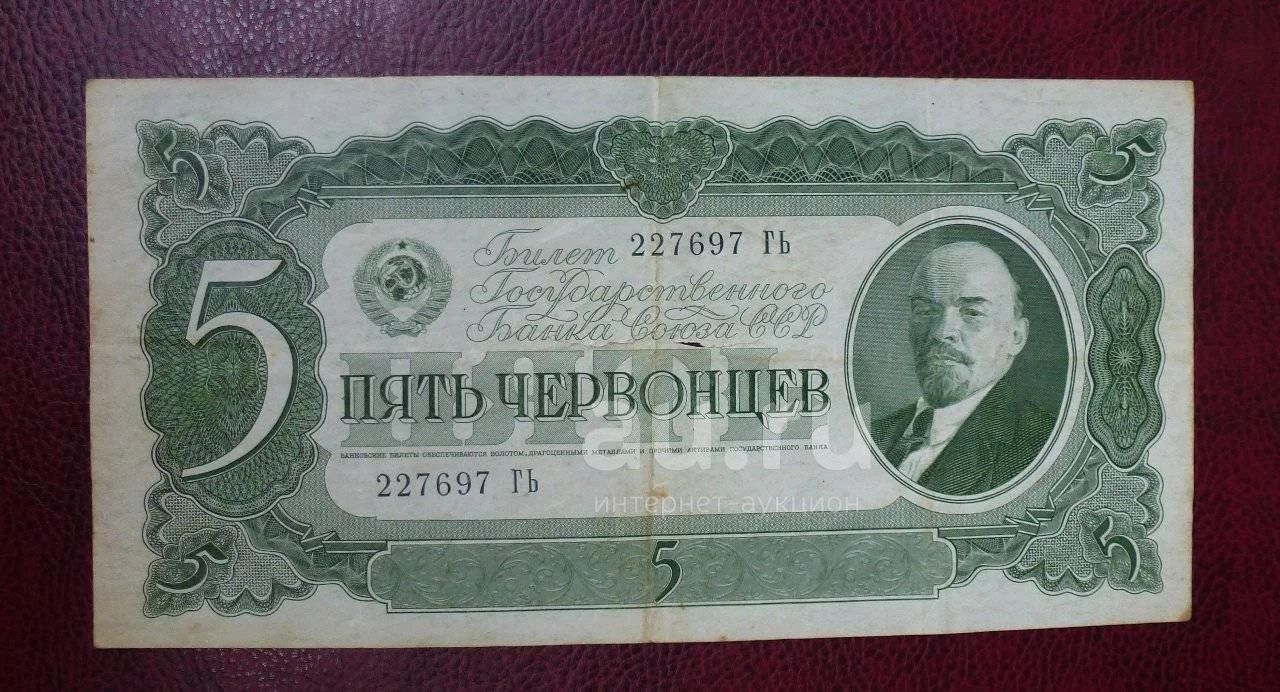 5 5
Билет 227697 ГЬ
Государственного
Банка Союза ССР
5
ПЯТЬ ЧЕРВОНЦЕВ
БАНКОВСКИЕ БИЛЕТЫ ОБЕСПЕЧИВАЮТСЯ ЗОЛОТОМ, ДРАГОЦЕННЫМИ МЕТАЛЛАМИ И ПРОЧИМИ АКТИВАМИ ГОСУДАРСТВЕННОГО БАНКА
au.ru
227697 ГЬ
интернет-аукцион
5 5 5